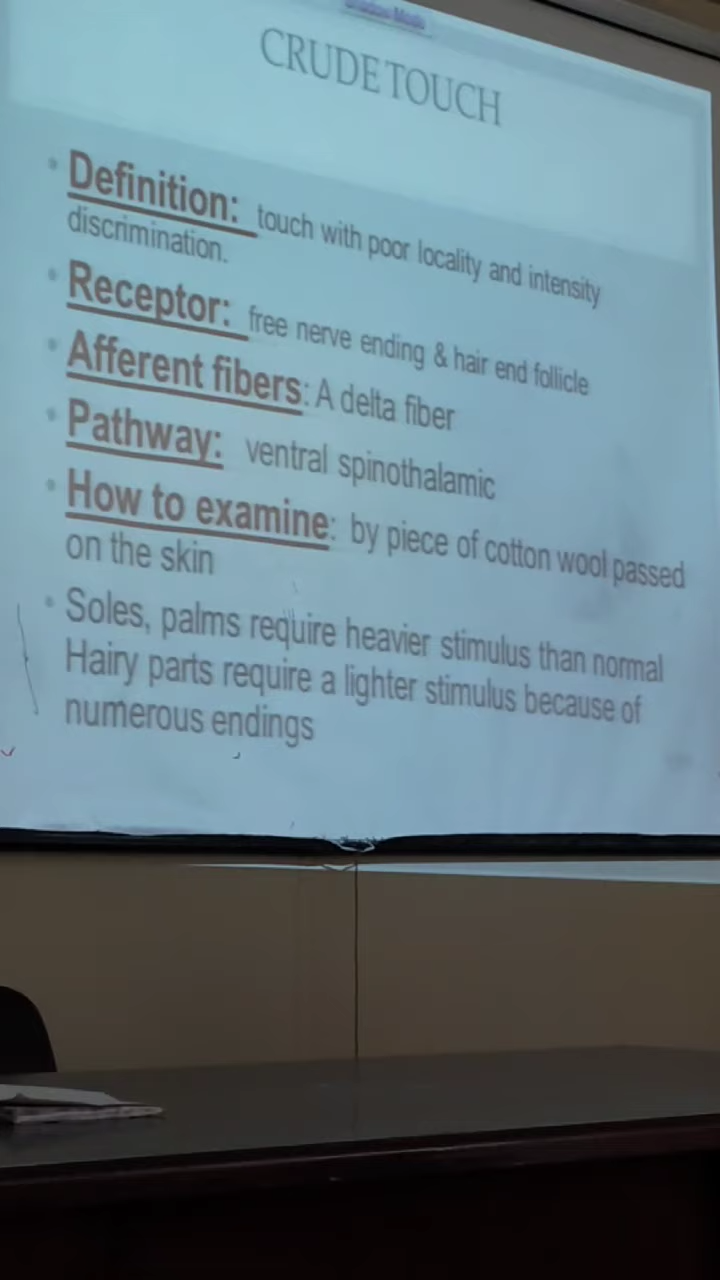 CRUDE TOUCH
• Definition: touch with poor locality and intensity
discrimination.
• Receptor: free nerve ending & hair end follicle
• Afferent fibers: A delta fiber
• Pathway: ventral spinothalamic
• How to examine: by piece of cotton wool passed
on the skin
• Soles, palms require heavier stimulus than normal
Hairy parts require a lighter stimulus because of
numerous endings